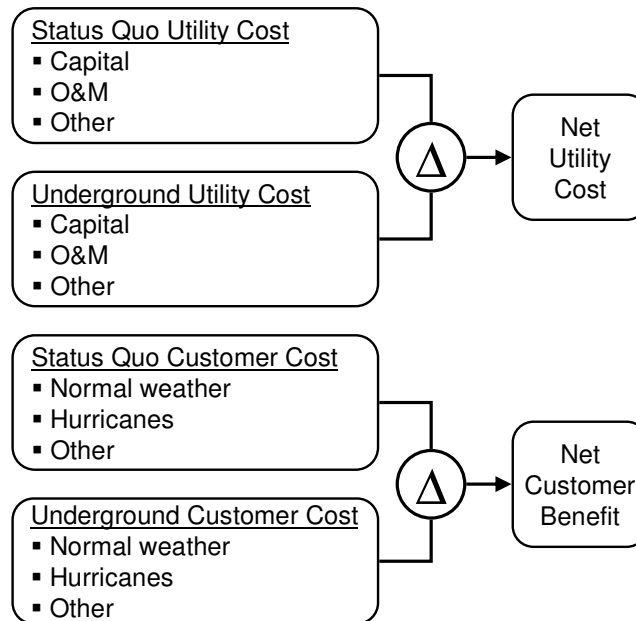 Status Quo Utility Cost
▪ Capital
▪ O&M
▪ Other
Δ
Net
Utility
Cost
Underground Utility Cost
▪ Capital
▪ O&M
▪ Other
Status Quo Customer Cost
▪ Normal weather
▪ Hurricanes
▪ Other
Δ
Net
Customer
Benefit
Underground Customer Cost
▪ Normal weather
▪ Hurricanes
▪ Other